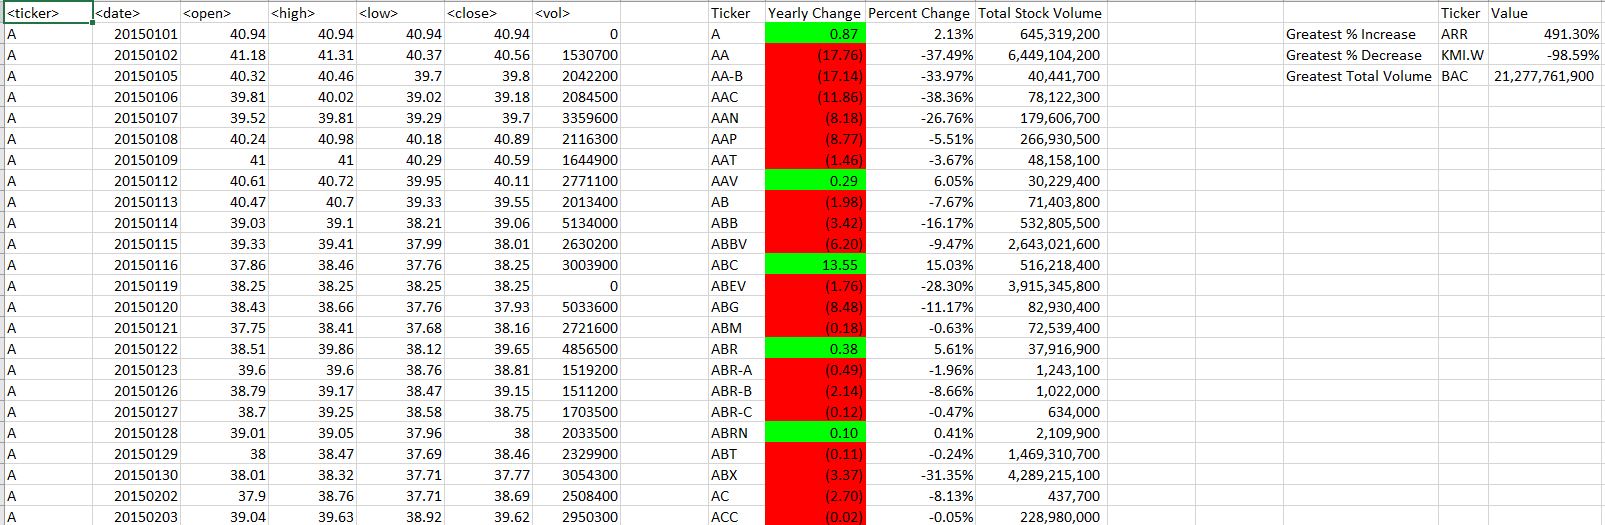 <ticker> <date> <open> <high> <low> <close> <vol> Ticker Yearly Change Percent Change Total Stock Volume Ticker Value
A 20150101 40.94 40.94 40.94 40.94 0 A 0.87 2.13% 645,319,200 Greatest % Increase ARR 491.30%
A 20150102 41.18 41.31 40.37 40.56 1530700 AA (17.76) -37.49% 6,449,104,200 Greatest % Decrease KMI.W -98.59%
A 20150105 40.32 40.46 39.7 39.8 2042200 AA-B (17.14) -33.97% 40,441,700 Greatest Total Volume BAC 21,277,761,900
A 20150106 39.81 40.02 39.02 39.18 2084500 AAC (11.86) -38.36% 78,122,300
A 20150107 39.52 39.81 39.29 39.7 3359600 AAN (8.18) -26.76% 179,606,700
A 20150108 40.24 40.98 40.18 40.89 2116300 AAP (8.77) -5.51% 266,930,500
A 20150109 41 41 40.29 40.59 1644900 AAT (1.46) -3.67% 48,158,100
A 20150112 40.61 40.72 39.95 40.11 2771100 AAV 0.29 6.05% 30,229,400
A 20150113 40.47 40.7 39.33 39.55 2013400 AB (1.98) -7.67% 71,403,800
A 20150114 39.03 39.1 38.21 39.06 5134000 ABB (3.42) -16.17% 532,805,500
A 20150115 39.33 39.41 37.99 38.01 2630200 ABBV (6.20) -9.47% 2,643,021,600
A 20150116 37.86 38.46 37.76 38.25 3003900 ABC 13.55 15.03% 516,218,400
A 20150119 38.25 38.25 38.25 38.25 0 ABEV (1.76) -28.30% 3,915,345,800
A 20150120 38.43 38.66 37.76 37.93 5033600 ABG (8.48) -11.17% 82,930,400
A 20150121 37.75 38.41 37.68 38.16 2721600 ABM (0.18) -0.63% 72,539,400
A 20150122 38.51 39.86 38.12 39.65 4856500 ABR 0.38 5.61% 37,916,900
A 20150123 39.6 39.6 38.76 38.81 1519200 ABR-A (0.49) -1.96% 1,243,100
A 20150126 38.79 39.17 38.47 39.15 1511200 ABR-B (2.14) -8.66% 1,022,000
A 20150127 38.7 39.25 38.58 38.75 1703500 ABR-C (0.12) -0.47% 634,000
A 20150128 39.01 39.05 37.96 38 2033500 ABRN 0.10 0.41% 2,109,900
A 20150129 38 38.47 37.69 38.46 2329900 ABT (0.11) -0.24% 1,469,310,700
A 20150130 38.01 38.32 37.71 37.77 3054300 ABX (3.37) -31.35% 4,289,215,100
A 20150202 37.9 38.76 37.71 38.69 2508400 AC (2.70) -8.13% 437,700
A 20150203 39.04 39.63 38.92 39.62 2950300 ACC (0.02) -0.05% 228,980,000